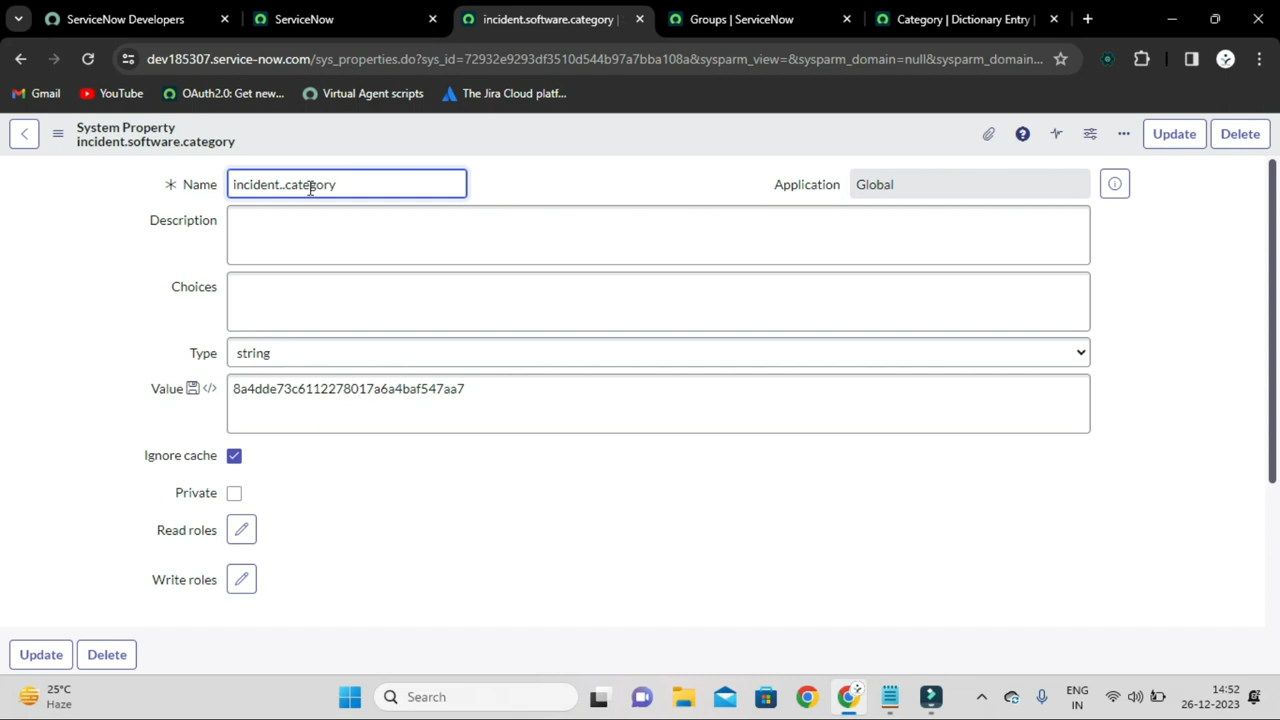 ServiceNow Developers
ServiceNow
incident.software.category |
Groups | ServiceNow
Category | Dictionary Entry |
dev185307.service-now.com/sys_properties.do?sys_id=72932e9293df3510d544b97a7bba108a&sysparm_view=&sysparm_domain=null&sysparm_domain...
Gmail
YouTube
OAuth2.0: Get new...
Virtual Agent scripts
The Jira Cloud platf...
System Property
incident.software.category
Update
Delete
Name
incident..category
Application
Global
Description
Choices
Type
string
Value
8a4dde73c6112278017a6a4baf547aa7
Ignore cache
Private
Read roles
Write roles
Update
Delete
25°C
Haze
Search
ENG
IN
14:52
26-12-2023